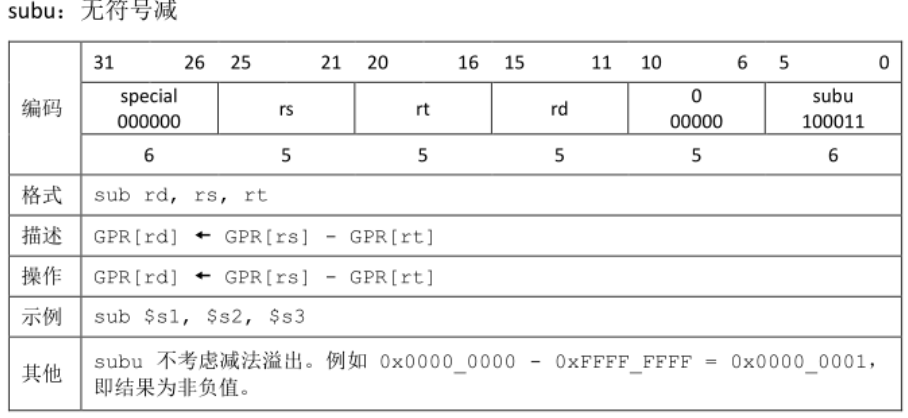 subu：无符号减
编码
31 26 25 21 20 16 15 11 10 6 5 0
special
000000
rs
rt
rd
0
00000
subu
100011
6 5 5 5 5 6
格式 sub rd, rs, rt
描述 GPR[rd] ← GPR[rs] - GPR[rt]
操作 GPR[rd] ← GPR[rs] - GPR[rt]
示例 sub $s1, $s2, $s3
其他
subu 不考虑减法溢出。例如 0x0000_0000 - 0xFFFF_FFFF = 0x0000_0001，
即结果为非负值。